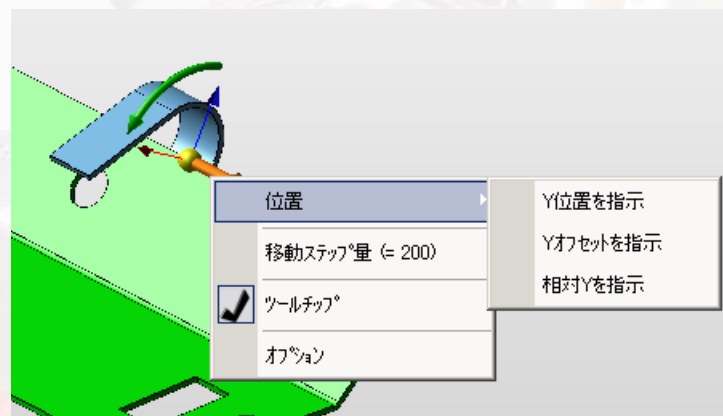 位置
Y位置を指示
Yオフセットを指示
相対Yを指示
移動ステップ量 (= 200)
ツールチップ
オプション